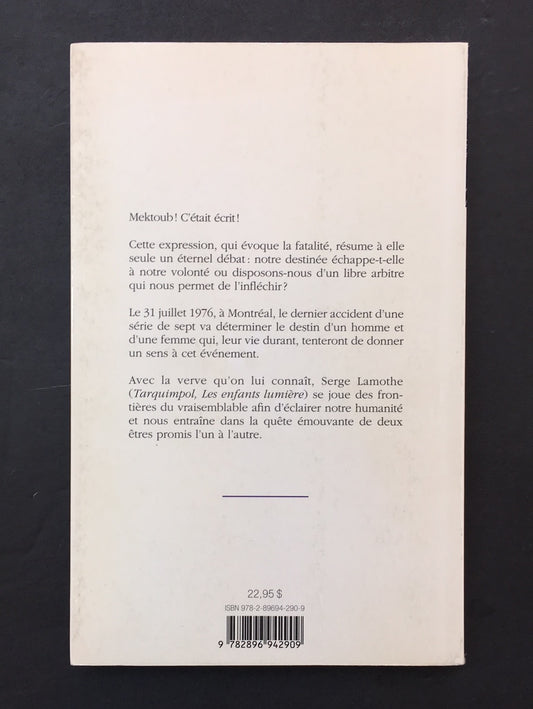 Mektoub ! C'était écrit !
Cette expression, qui évoque la fatalité, résume à elle
seule un éternel débat : notre destinée échappe-t-elle
à notre volonté ou disposons-nous d'un libre arbitre
qui nous permet de l'infléchir ?
Le 31 juillet 1976, à Montréal, le dernier accident d'une
série de sept va déterminer le destin d'un homme et
d'une femme qui, leur vie durant, tenteront de donner
un sens à cet événement.
Avec la verve qu'on lui connaît, Serge Lamothe
(Tarquimpol, Les enfants lumière) se joue des fron-
tières du vraisemblable afin d'éclairer notre humanité
et nous entraîne dans la quête émouvante de deux
êtres promis l'un à l'autre.
22,95 $
ISBN 978-2-89694-290-9
9 782896 942909